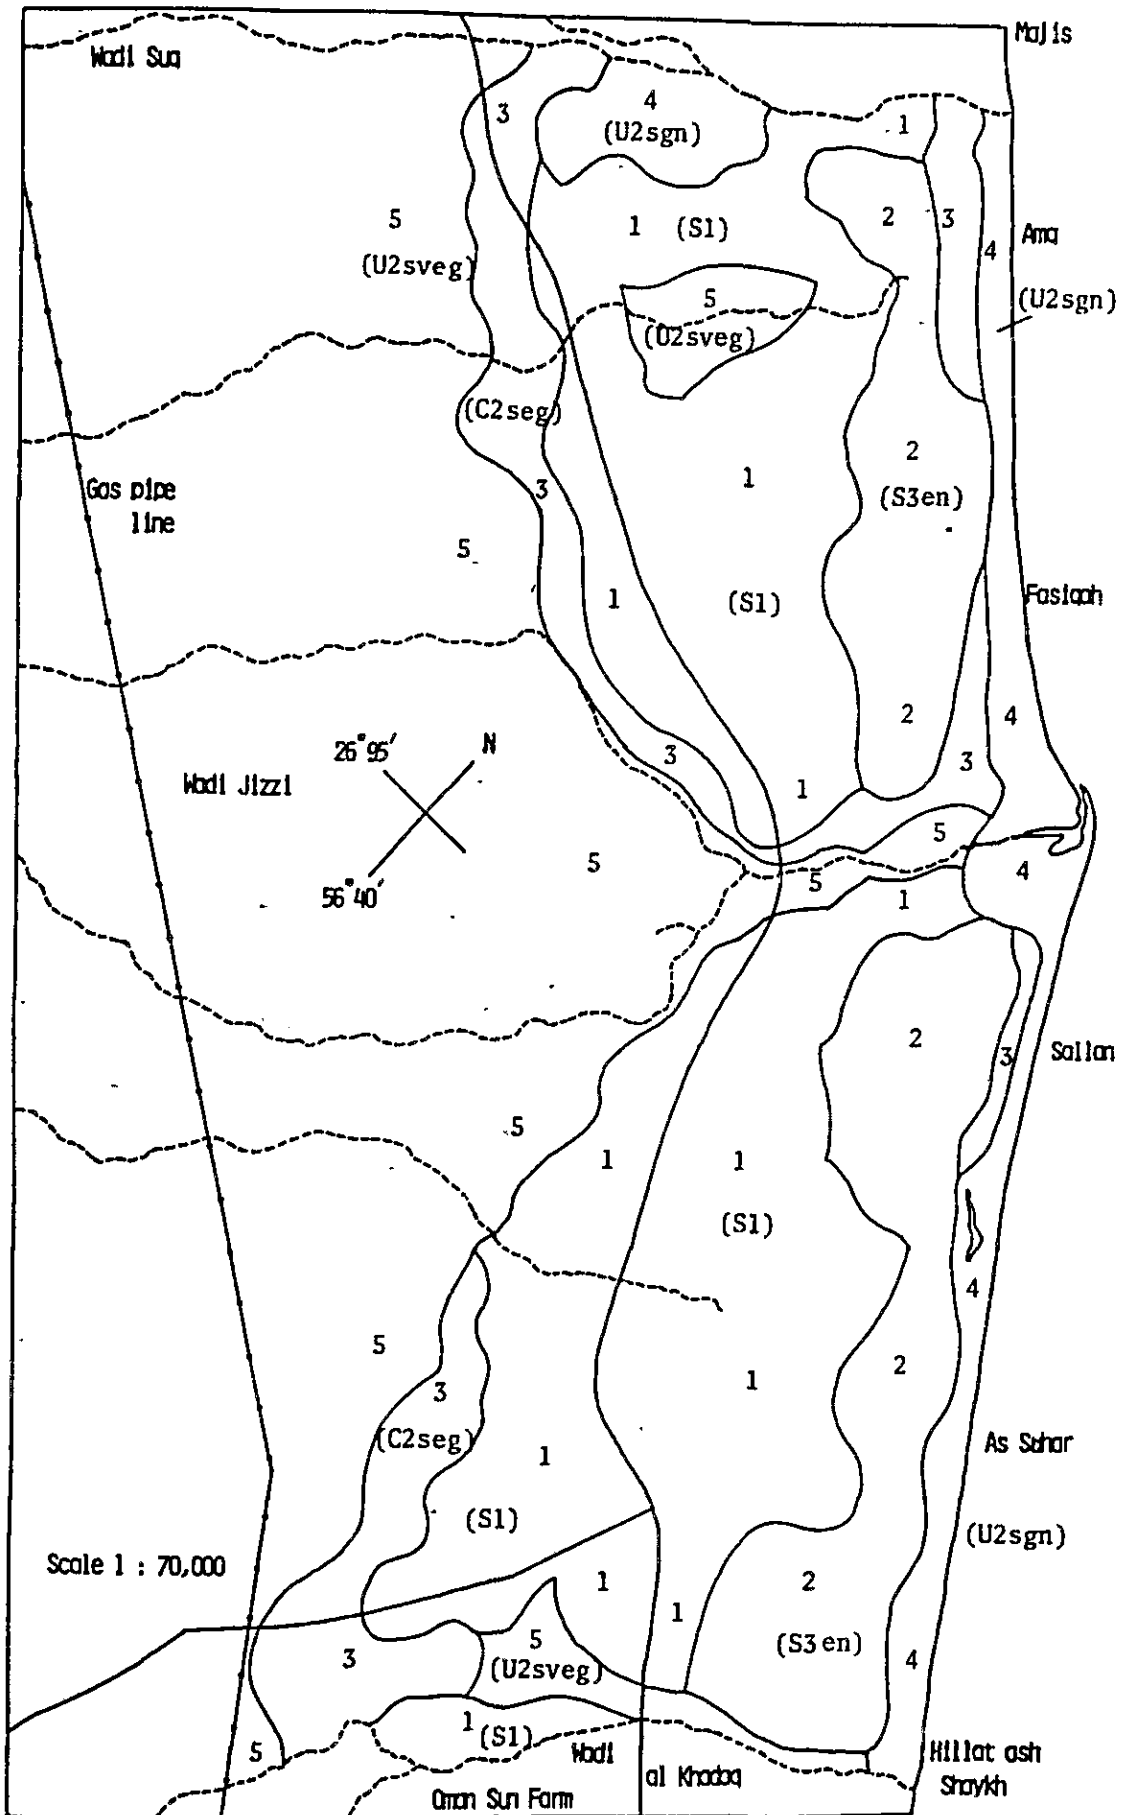 Majis
Wadi Suq
3
4
(U2sgn)
1
5
(U2sveg)
1 (S1)
2
3
4
Amq
(U2sgn)
5
(U2sveg)
(C2seg)
3
1
2
(S3en)
Gas pipe
line
5
1
(S1)
Fasiqah
2
4
3
3
1
26°95'
N
Wadi Jizzi
56°40'
5
5
5
4
1
2
3
Sallan
5
1
1
(S1)
4
5
3
(C2seg)
1
2
1
(S1)
As Sohar
(U2sgn)
Scale 1 : 70,000
1
1
2
(S3en)
3
5
(U2sveg)
4
1 (S1)
5
Wadi
al Khadaq
Hillat ash
Shaykh
Oman Sun Farm